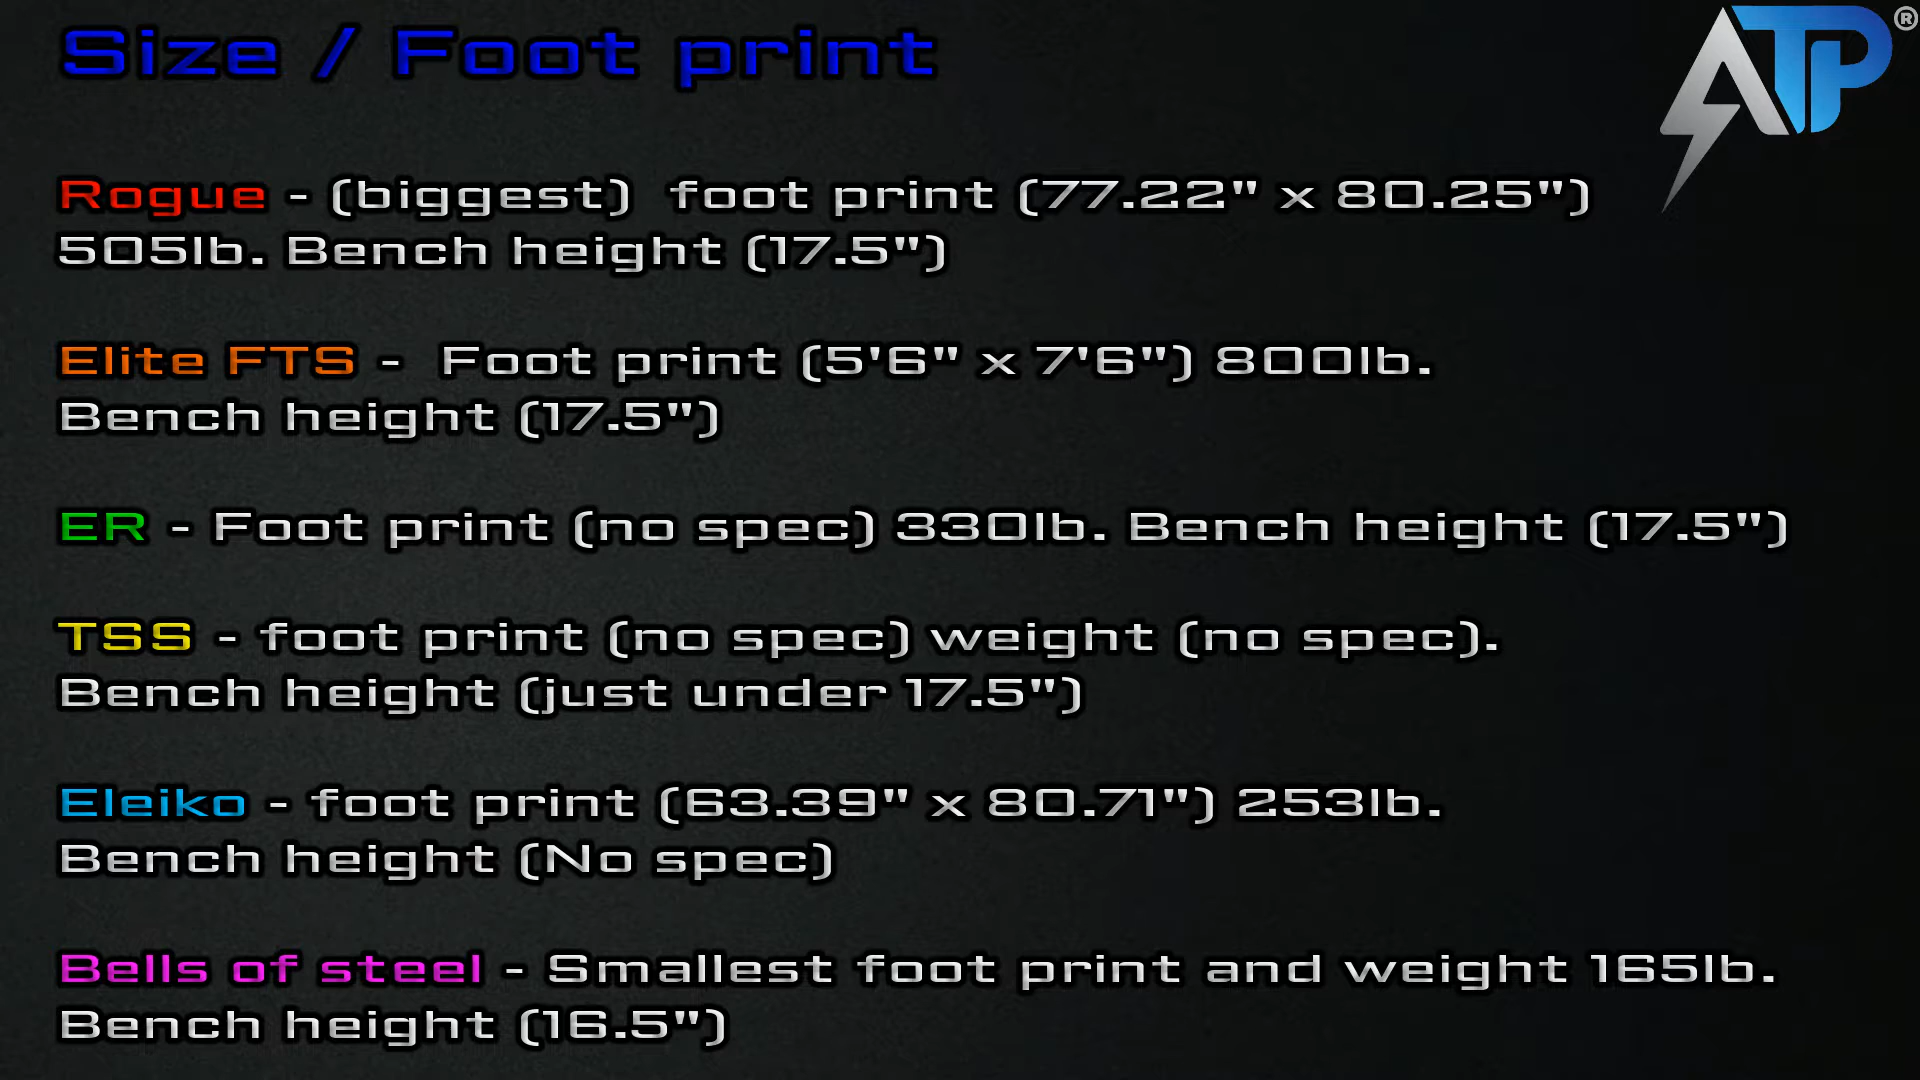 Size / Foot print
ATP®
Rogue - (biggest)  foot print (77.22" x 80.25")
505lb. Bench height (17.5")
Elite FTS -  Foot print (5'6" x 7'6") 800lb.
Bench height (17.5")
ER - Foot print (no spec) 330lb. Bench height (17.5")
TSS - foot print (no spec) weight (no spec).
Bench height (just under 17.5")
Eleiko - foot print (63.39" x 80.71") 253lb.
Bench height (No spec)
Bells of steel - Smallest foot print and weight 165lb.
Bench height (16.5")